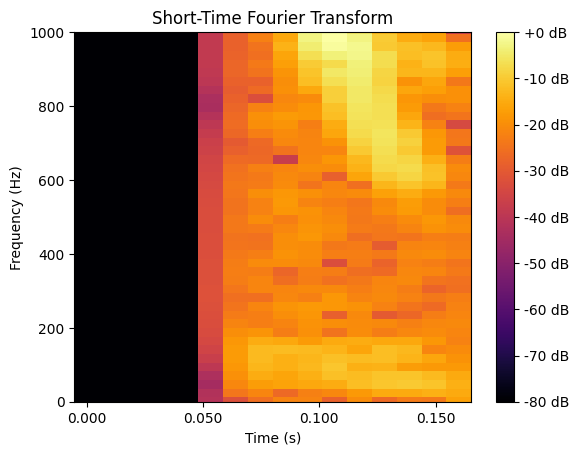 Short-Time Fourier Transform
1000
800
600
400
200
0
Frequency (Hz)
0.000
0.050
0.100
0.150
Time (s)
+0 dB
-10 dB
-20 dB
-30 dB
-40 dB
-50 dB
-60 dB
-70 dB
-80 dB